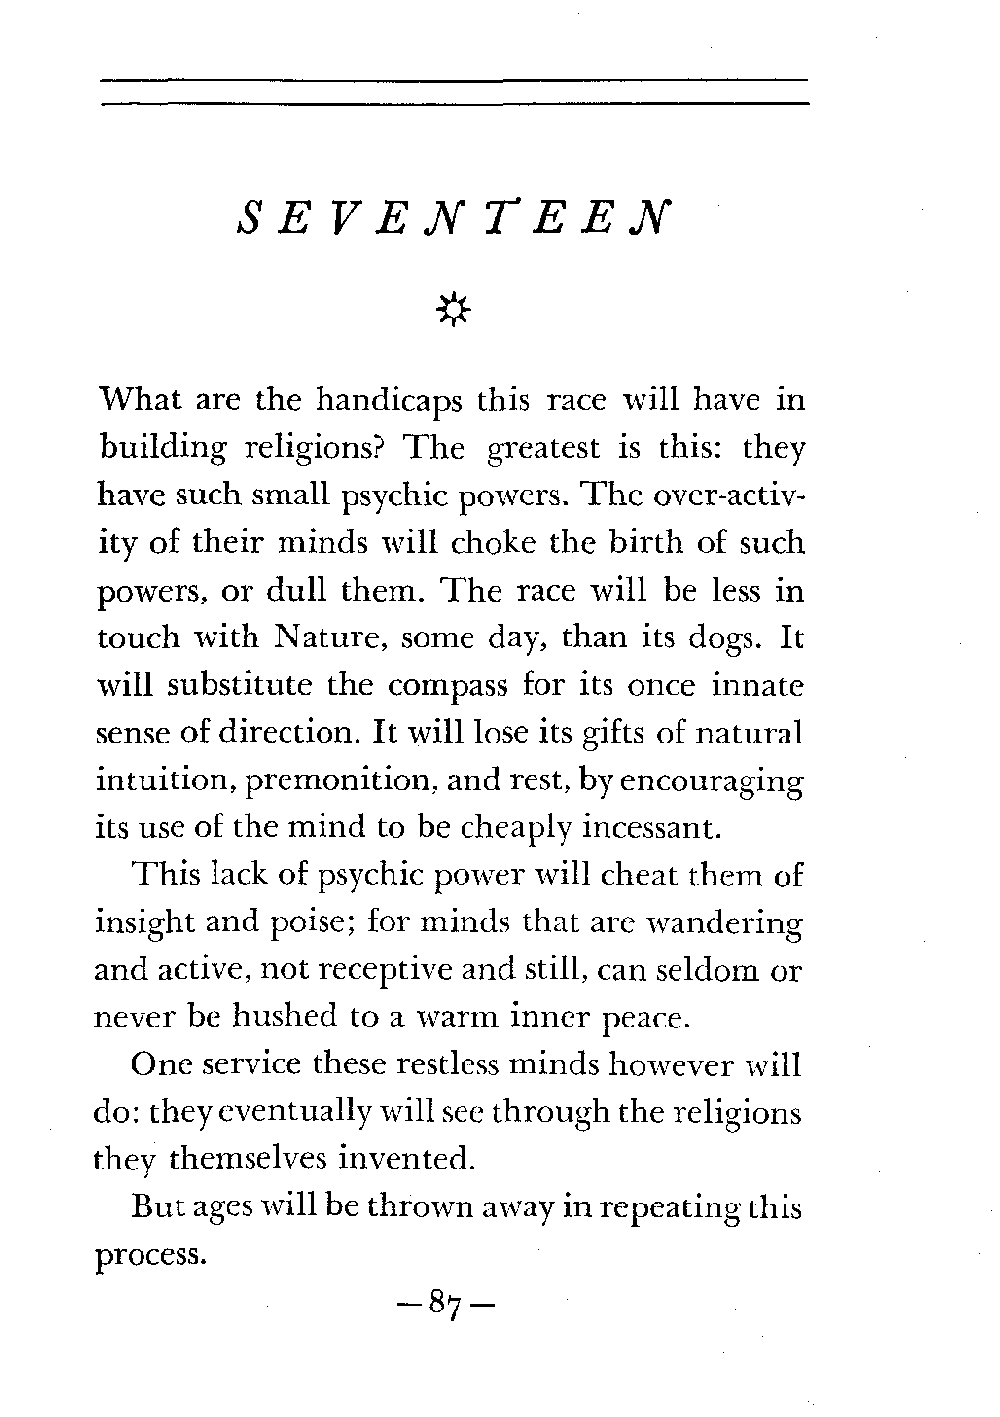 SEVENTEEN
What are the handicaps this race will have in
building religions? The greatest is this: they
have such small psychic powers. The over-activ-
ity of their minds will choke the birth of such
powers, or dull them. The race will be less in
touch with Nature, some day, than its dogs. It
will substitute the compass for its once innate
sense of direction. It will lose its gifts of natural
intuition, premonition, and rest, by encouraging
its use of the mind to be cheaply incessant.
This lack of psychic power will cheat them of
insight and poise; for minds that are wandering
and active, not receptive and still, can seldom or
never be hushed to a warm inner peace.
One service these restless minds however will
do: they eventually will see through the religions
they themselves invented.
But ages will be thrown away in repeating this
process.
—87—